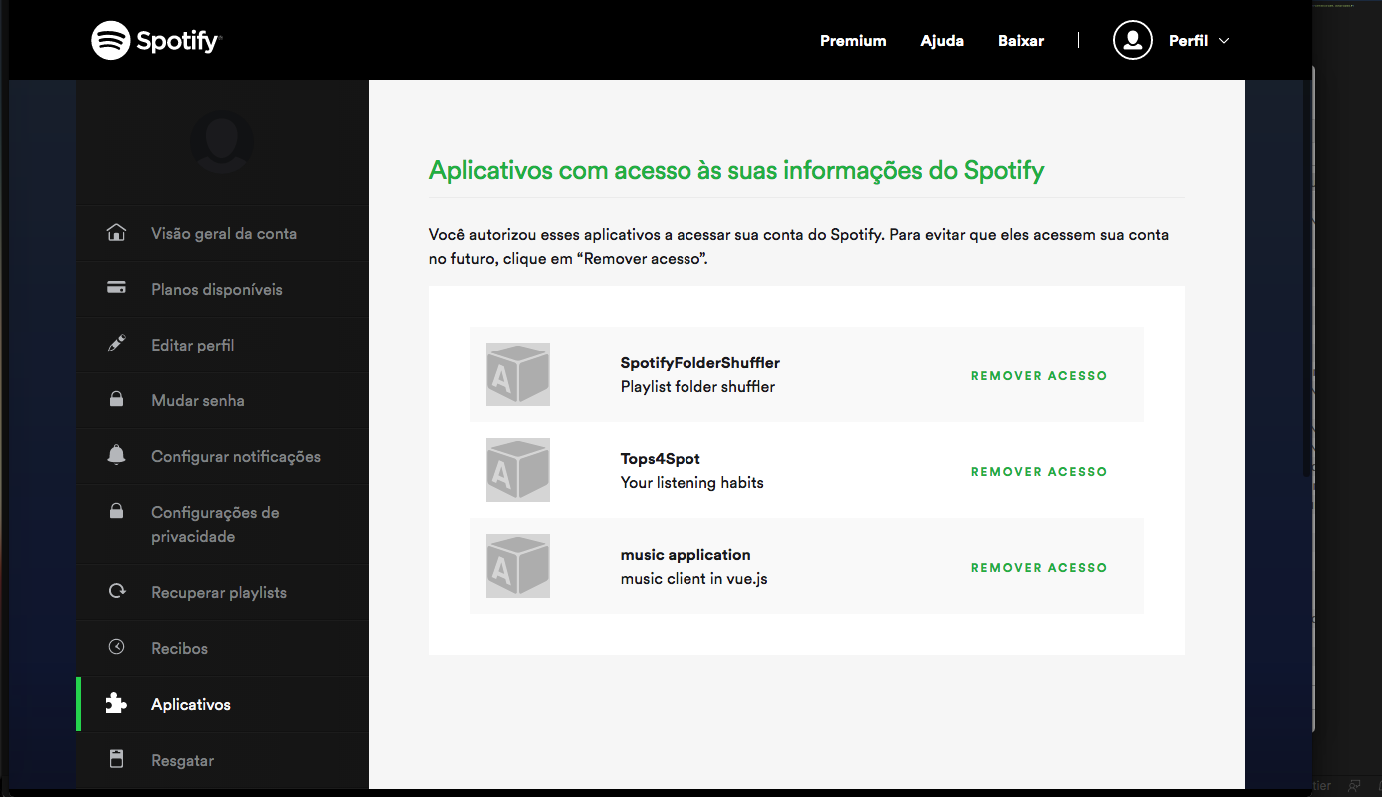 Spotify
Premium Ajuda Baixar Perfil
Visão geral da conta
Planos disponíveis
Editar perfil
Mudar senha
Configurar notificações
Configurações de
privacidade
Recuperar playlists
Recibos
Aplicativos
Resgatar
Aplicativos com acesso às suas informações do Spotify
Você autorizou esses aplicativos a acessar sua conta do Spotify. Para evitar que eles acessem sua conta
no futuro, clique em “Remover acesso”.
SpotifyFolderShuffler
Playlist folder shuffler
REMOVER ACESSO
Tops4Spot
Your listening habits
REMOVER ACESSO
music application
music client in vue.js
REMOVER ACESSO